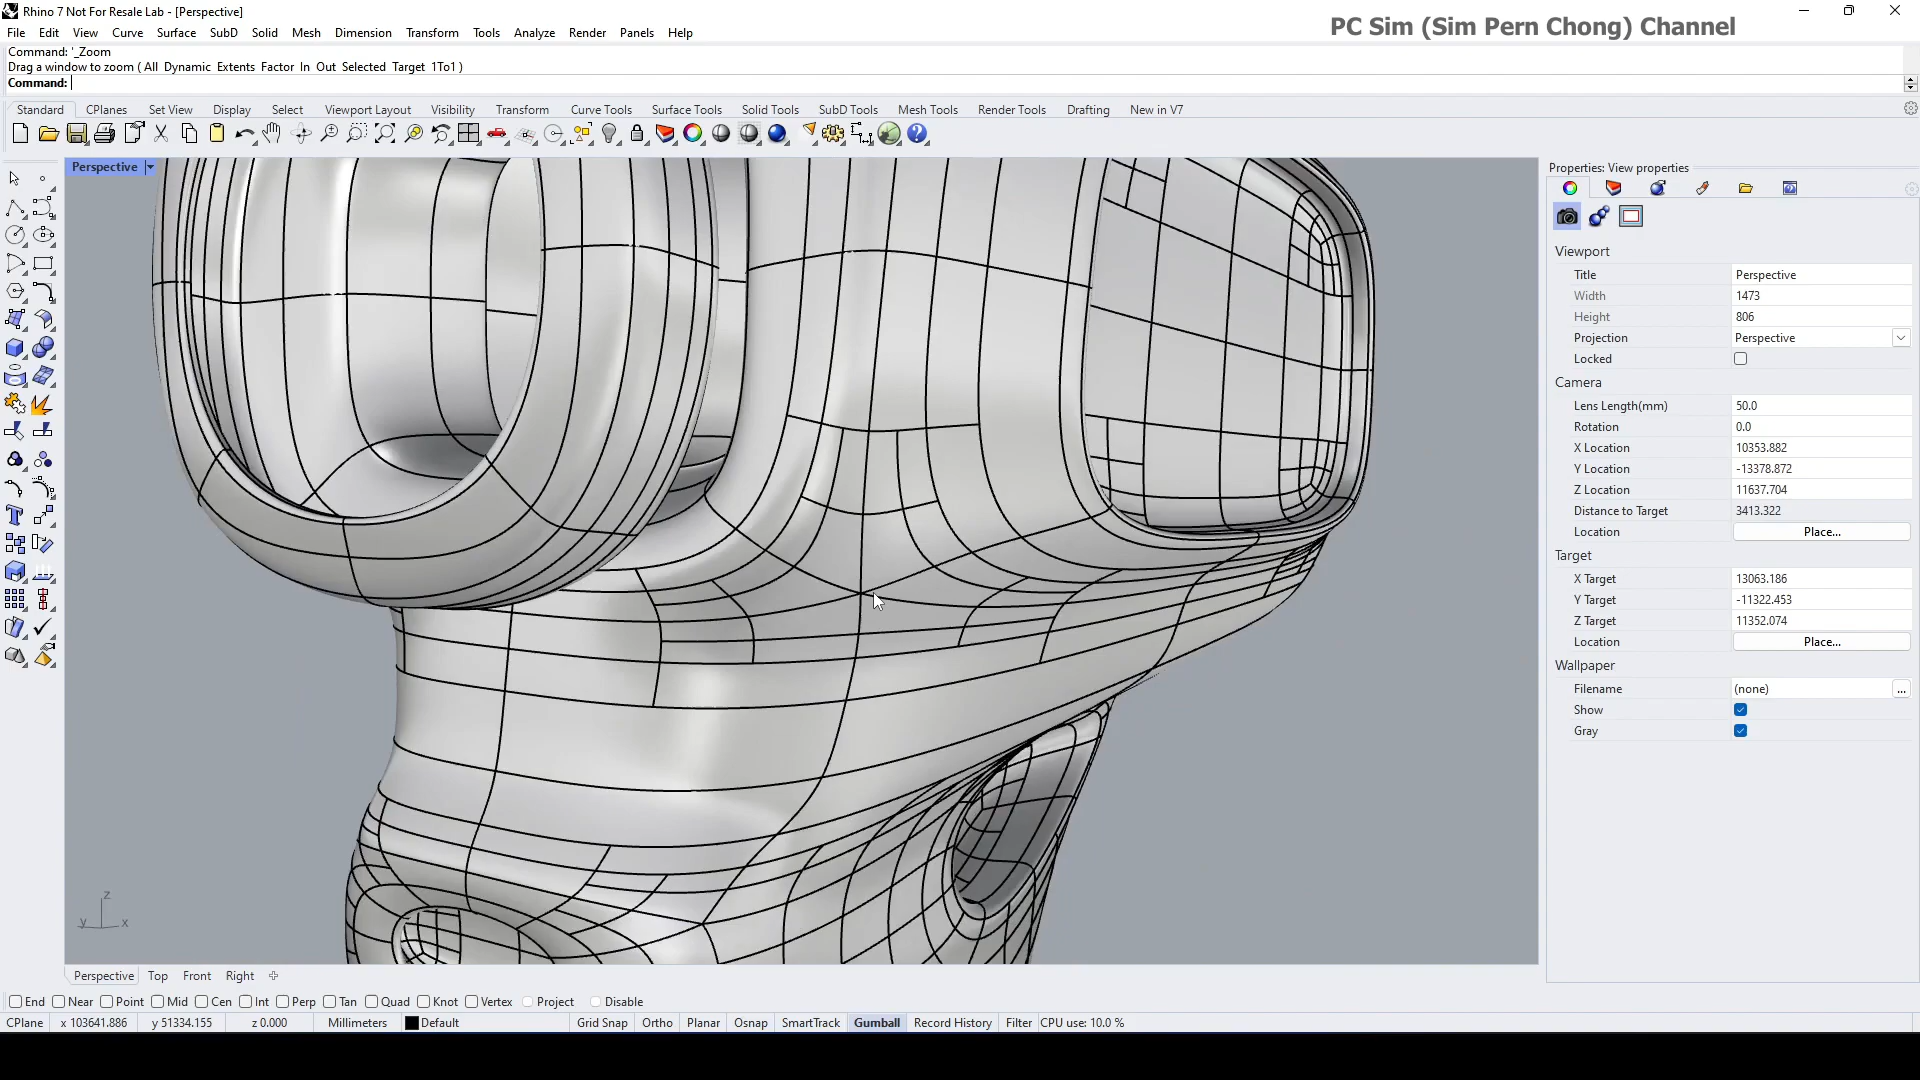 Rhino 7 Not For Resale Lab - [Perspective]
PC Sim (Sim Pern Chong) Channel
File Edit View Curve Surface SubD Solid Mesh Dimension Transform Tools Analyze Render Panels Help
Command: '_Zoom
Drag a window to zoom ( All Dynamic Extents Factor In Out Selected Target 1To1 )
Command:
Standard CPlanes Set View Display Select Viewport Layout Visibility Transform Curve Tools Surface Tools Solid Tools SubD Tools Mesh Tools Render Tools Drafting New in V7
Perspective
Properties: View properties
Viewport
Title Perspective
Width 1473
Height 806
Projection Perspective
Locked
Camera
Lens Length(mm) 50.0
Rotation 0.0
X Location 10353.882
Y Location -13378.872
Z Location 11637.704
Distance to Target 3413.322
Location Place...
Target
X Target 13063.186
Y Target -11322.453
Z Target 11352.074
Location Place...
Wallpaper
Filename (none) ...
Show
Gray
z
y x
Perspective Top Front Right
End Near Point Mid Cen Int Perp Tan Quad Knot Vertex Project Disable
CPlane x 103641.886 y 51334.155 z 0.000 Millimeters Default Grid Snap Ortho Planar Osnap SmartTrack Gumball Record History Filter CPU use: 10.0 %